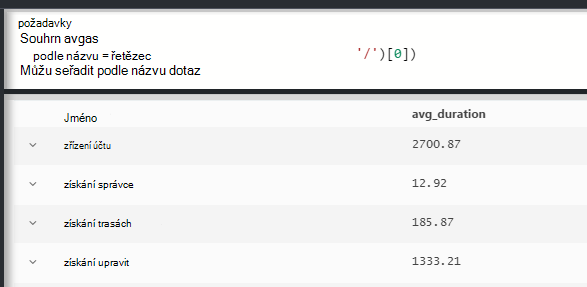 požadavky
Souhrn avgas
podle názvu = řetězec '/')[0])
Můžu seřadit podle názvu dotaz
Jméno avg_duration
zřízení účtu 2700.87
získání správce 12.92
získání trasách 185.87
získání upravit 1333.21